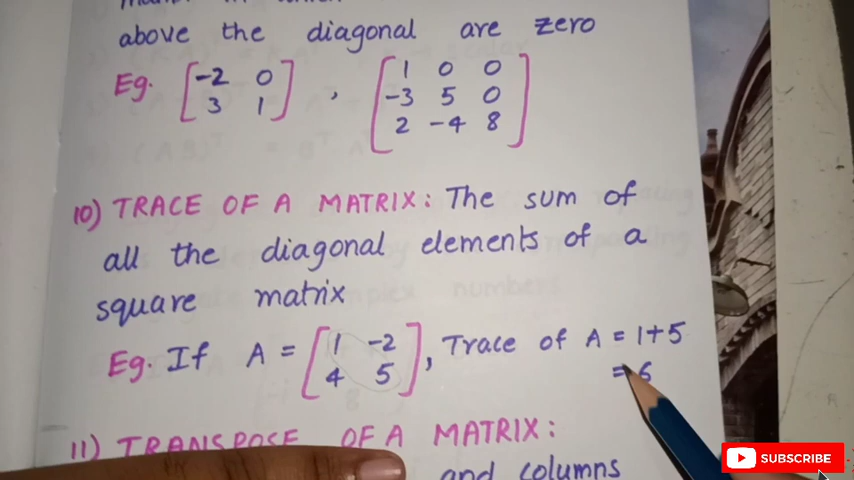 above the diagonal are zero
Eg. [-2 0
3 1] , [1 0 0
-3 5 0
2 -4 8]
10) TRACE OF A MATRIX: The sum of
all the diagonal elements of a
square matrix
Eg. If A = [1 -2
4 5], Trace of A = 1+5
= 6
11) TRANSPOSE OF A MATRIX:
and columns
SUBSCRIBE